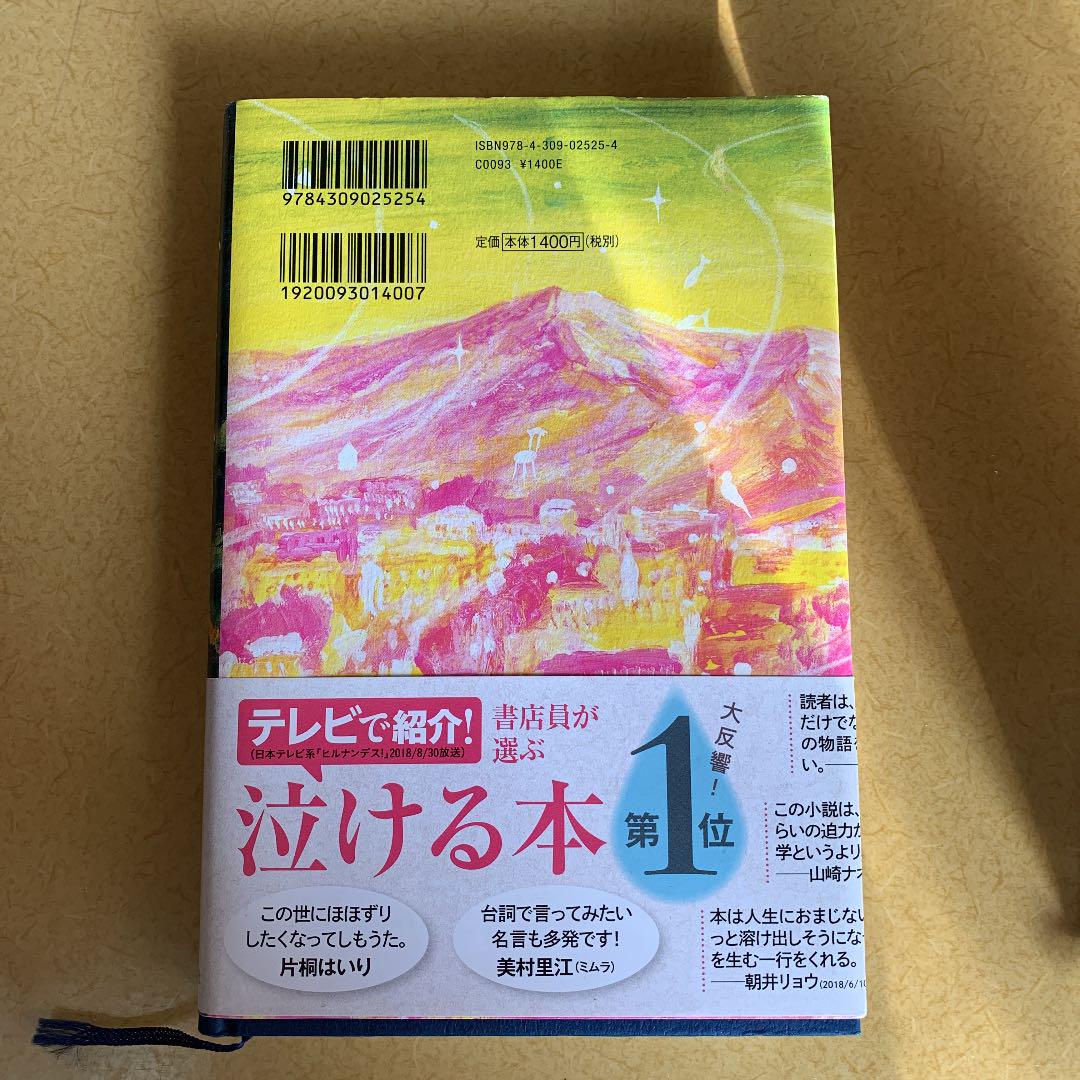 ISBN978-4-309-02525-4
C0093 ¥1400E
9784309025254
定価 本体1400円(税別)
1920093014007
テレビで紹介!
(日本テレビ系「ヒルナンデス!」2018/8/30放送)
書店員が
選ぶ
泣ける本
大反響!
第1位
この世にほほずり
したくなってしもうた。
片桐はいり
台詞で言ってみたい
名言も多発です!
美村里江(ミムラ)
読者は、
だけでな
の物語を
い。――
この小説は、
らいの迫力が
学というより
――山崎ナオ
本は人生におまじない
っと溶け出しそうにな
を生む一行をくれる。
――朝井リョウ(2018/6/10